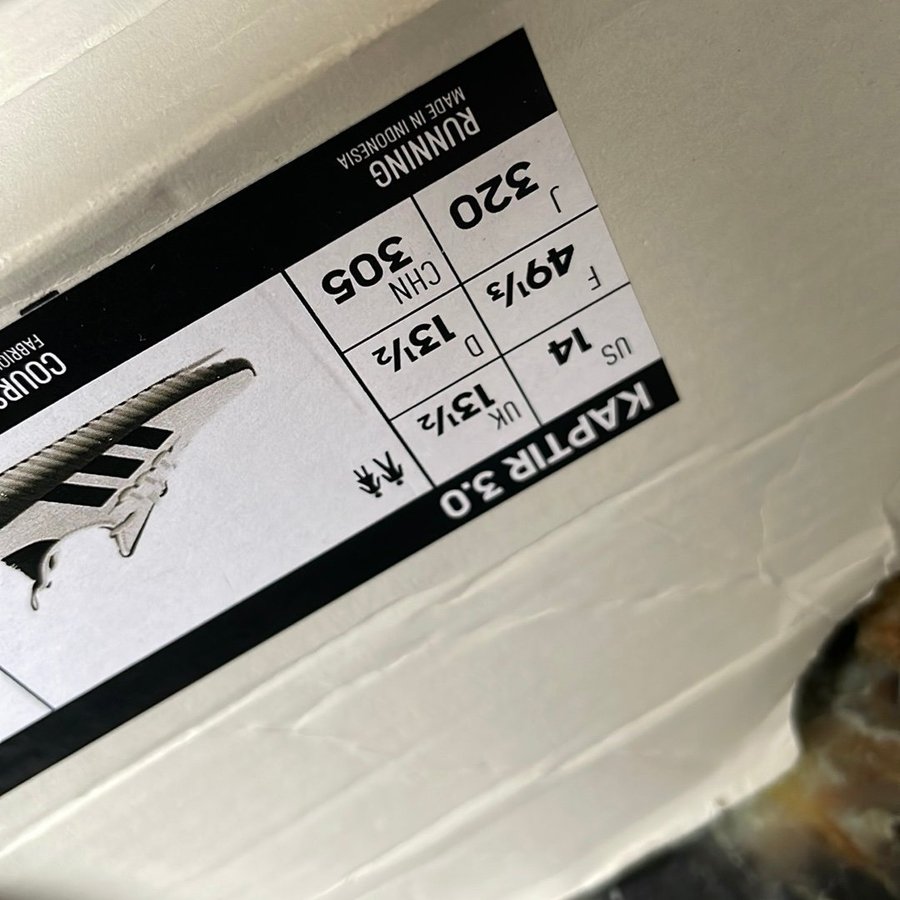 KAPTIR 3.0
US 14
UK 13½
F 49⅓
D 13½
J 320
CHN 305
RUNNING
MADE IN INDONESIA